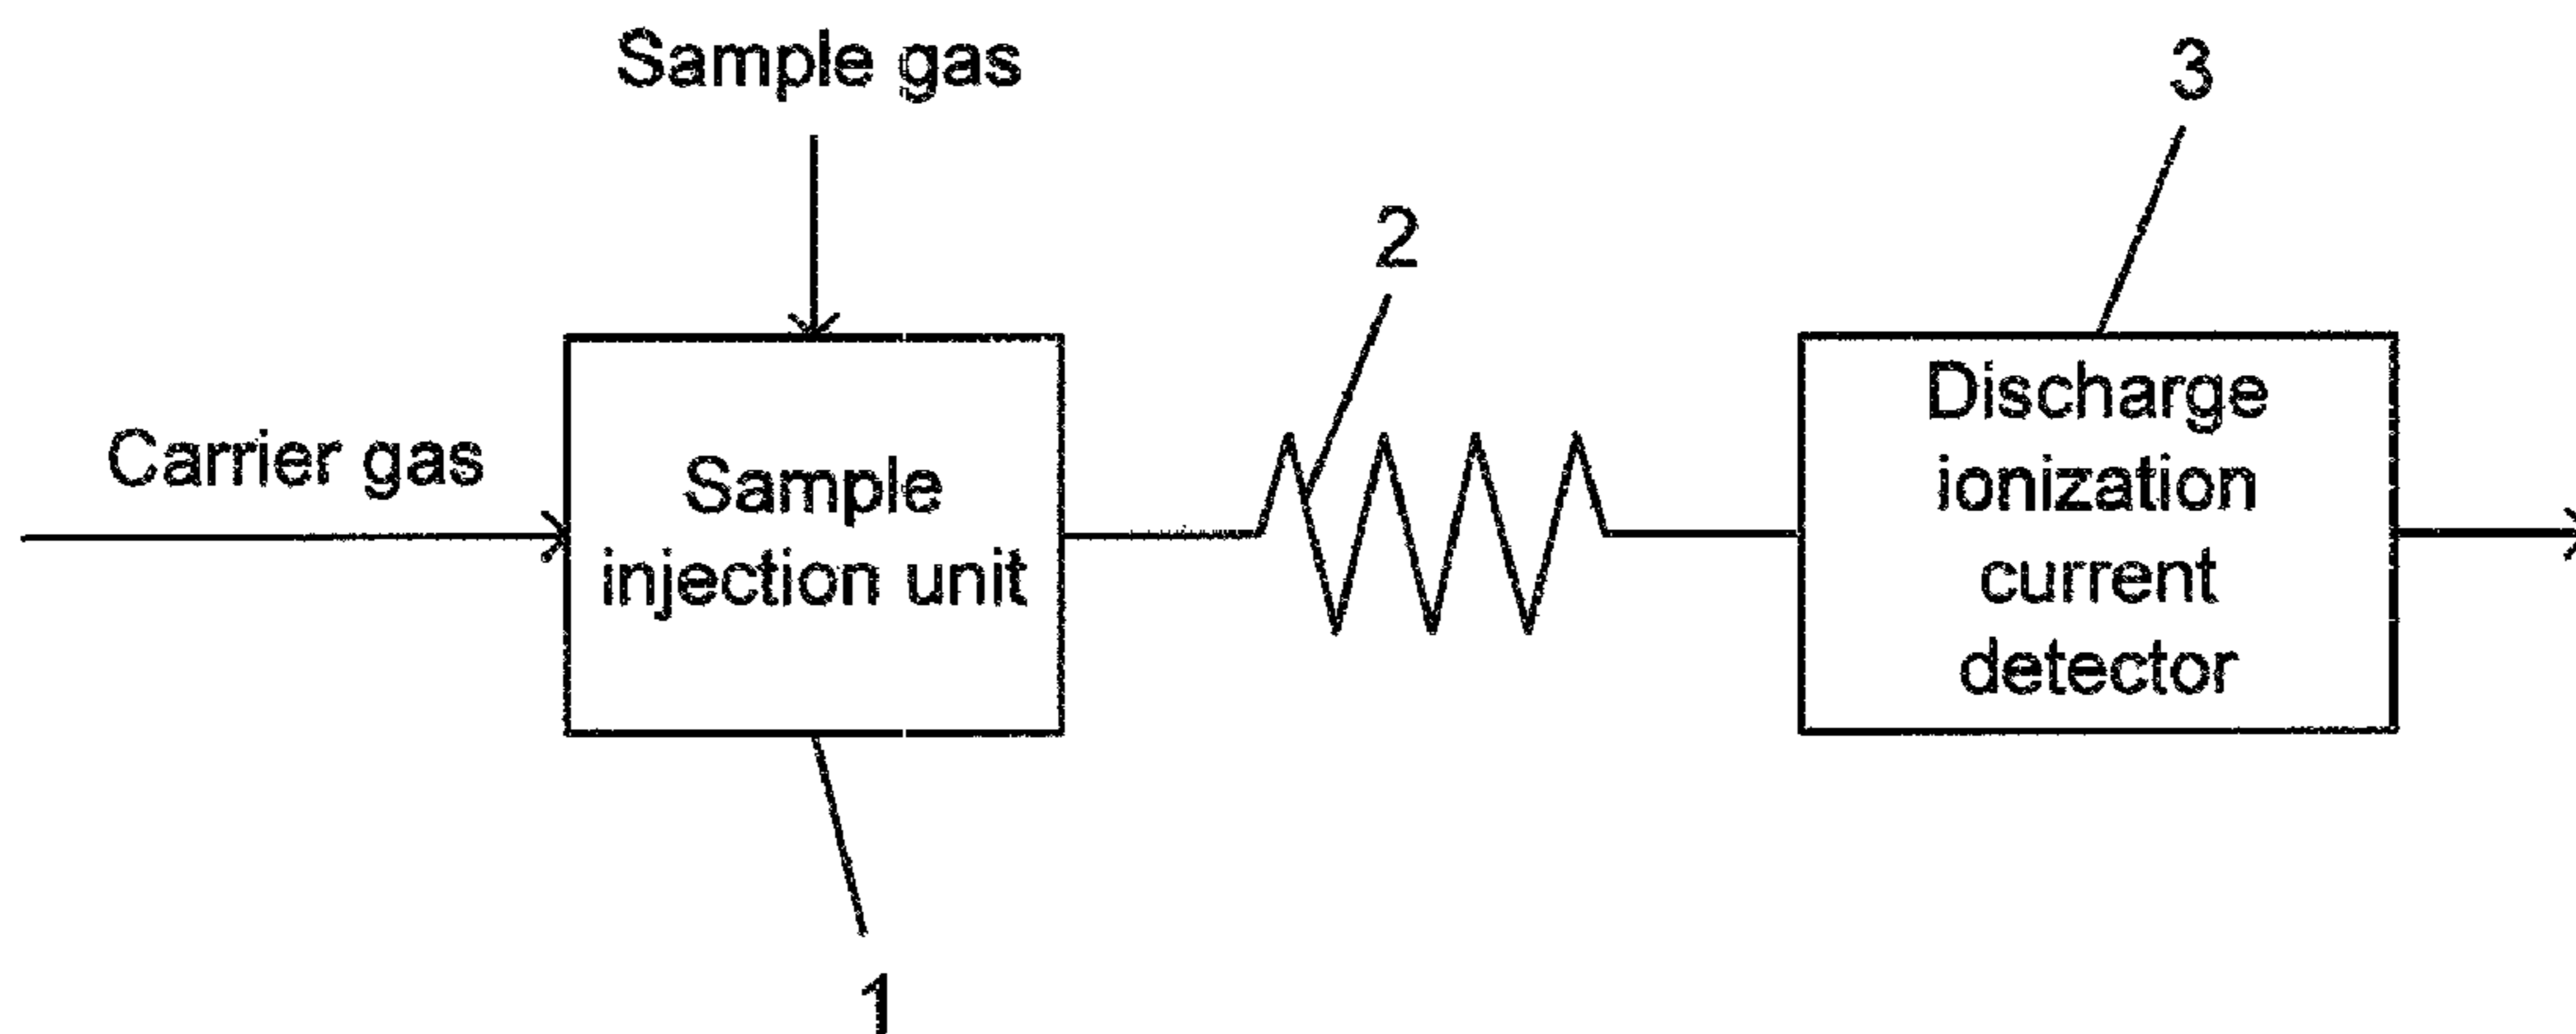 Sample gas
3
2
Carrier gas
Sample
injection unit
Discharge
ionization
current
detector
1